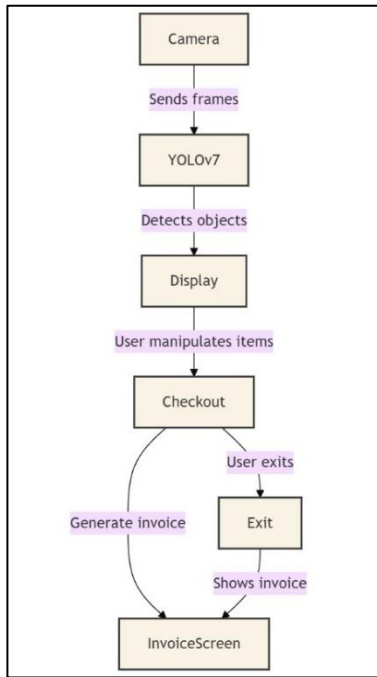 Camera
Sends frames
YOLOv7
Detects objects
Display
User manipulates items
Checkout
User exits
Generate invoice
Exit
Shows invoice
InvoiceScreen